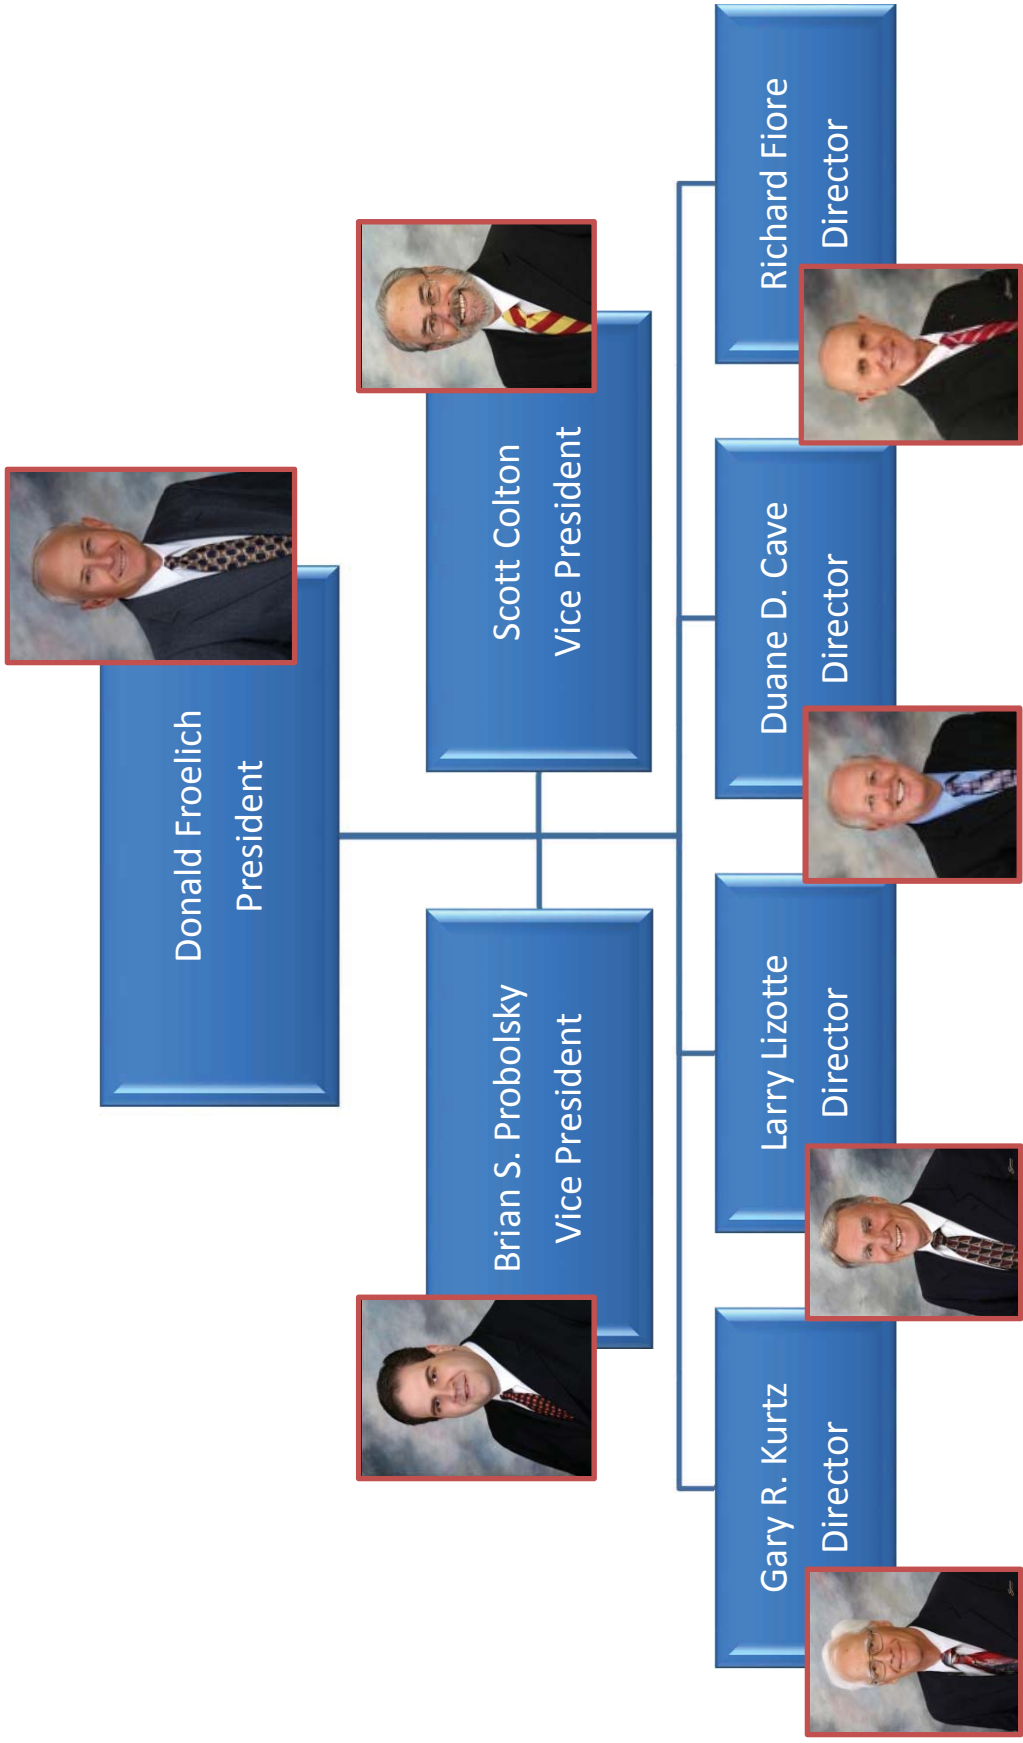 Donald Froelich
President
Brian S. Probolsky
Vice President
Scott Colton
Vice President
Gary R. Kurtz
Director
Larry Lizotte
Director
Duane D. Cave
Director
Richard Fiore
Director